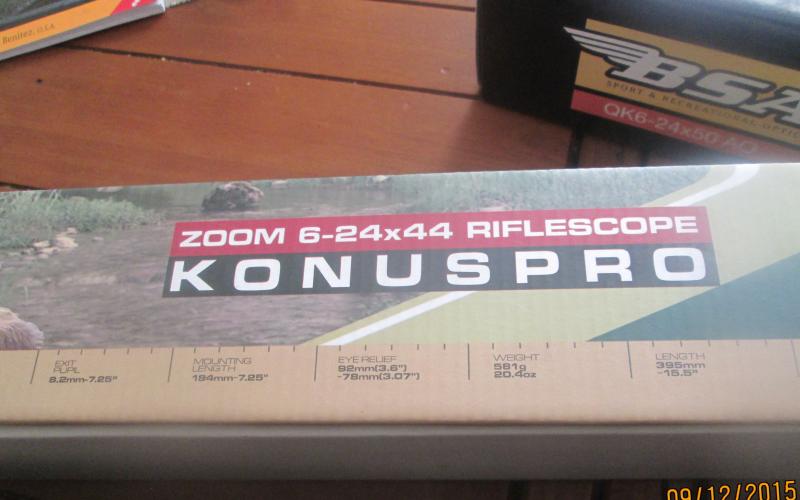 Benitez, U.S.A.
BSA
SPORT & RECREATIONAL OPTIC
QK6-24x50 AO
ZOOM 6-24x44 RIFLESCOPE
KONUSPRO
EXIT
PUPIL
8.2mm-7.25"
MOUNTING
LENGTH
184mm-7.25"
EYE RELIEF
92mm(3.6")
-78mm(3.07")
WEIGHT
581g
20.4oz
LENGTH
395mm
-15.5"
09/12/2015